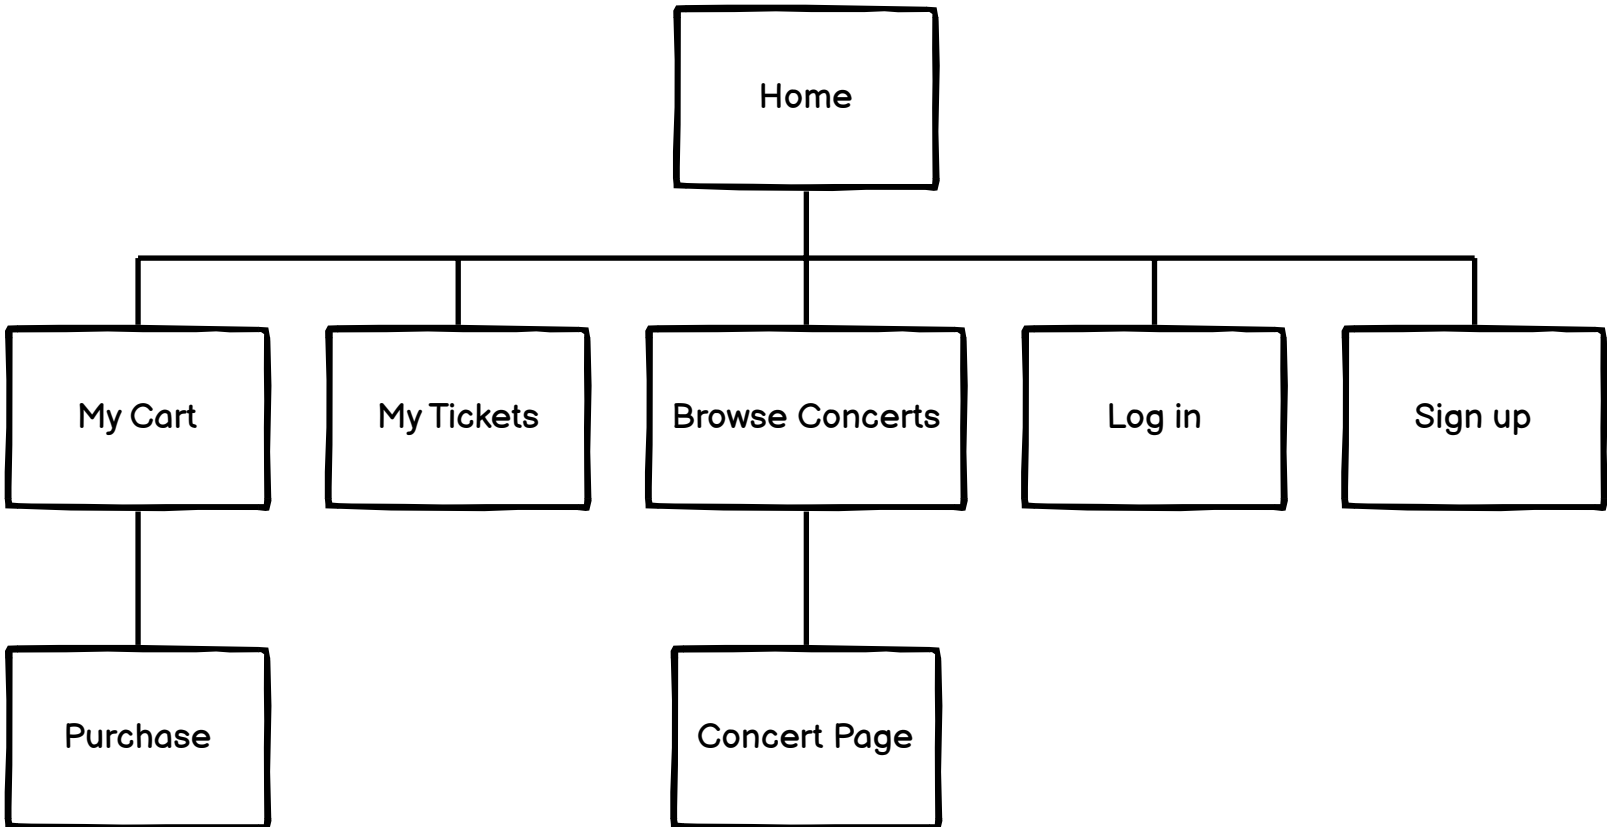 Home
My Cart
My Tickets
Browse Concerts
Log in
Sign up
Purchase
Concert Page